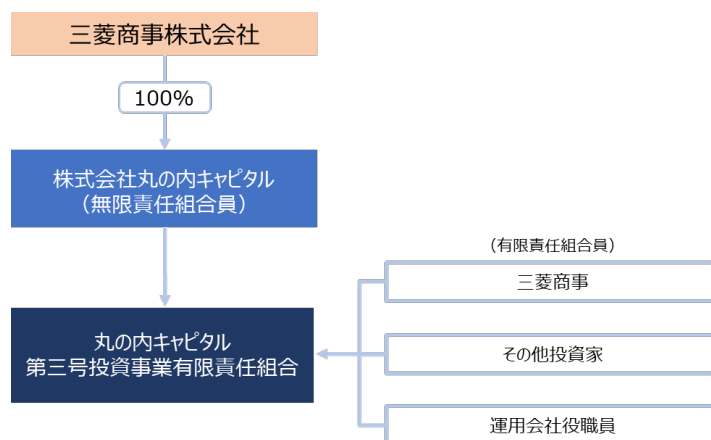 三菱商事株式会社
100%
株式会社丸の内キャピタル
（無限責任組合員）
（有限責任組合員）
三菱商事
丸の内キャピタル
第三号投資事業有限責任組合
その他投資家
運用会社役職員